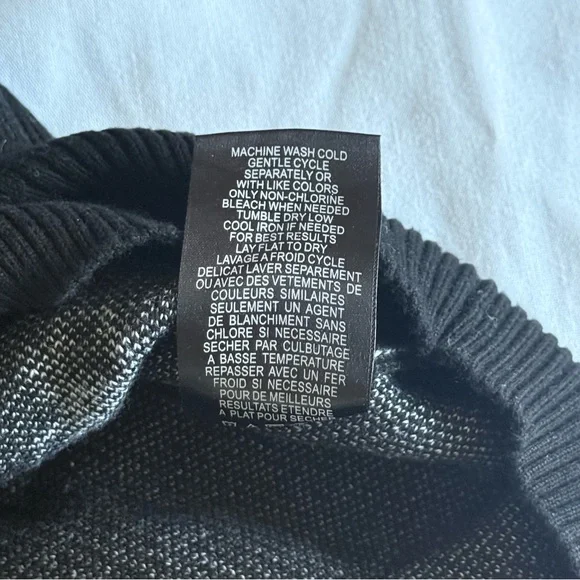 MACHINE WASH COLD
GENTLE CYCLE
SEPARATELY OR
WITH LIKE COLORS
ONLY NON-CHLORINE
BLEACH WHEN NEEDED
TUMBLE DRY LOW
COOL IRON IF NEEDED
FOR BEST RESULTS
LAY FLAT TO DRY
LAVAGE A FROID CYCLE
DELICAT LAVER SEPAREMENT
OU AVEC DES VETEMENTS DE
COULEURS SIMILAIRES
SEULEMENT UN AGENT
DE BLANCHIMENT SANS
CHLORE SI NECESSAIRE
SECHER PAR CULBUTAGE
A BASSE TEMPERATURE
REPASSER AVEC UN FER
FROID SI NECESSAIRE
POUR DE MEILLEURS
RESULTATS ETENDRE
A PLAT POUR SECHER